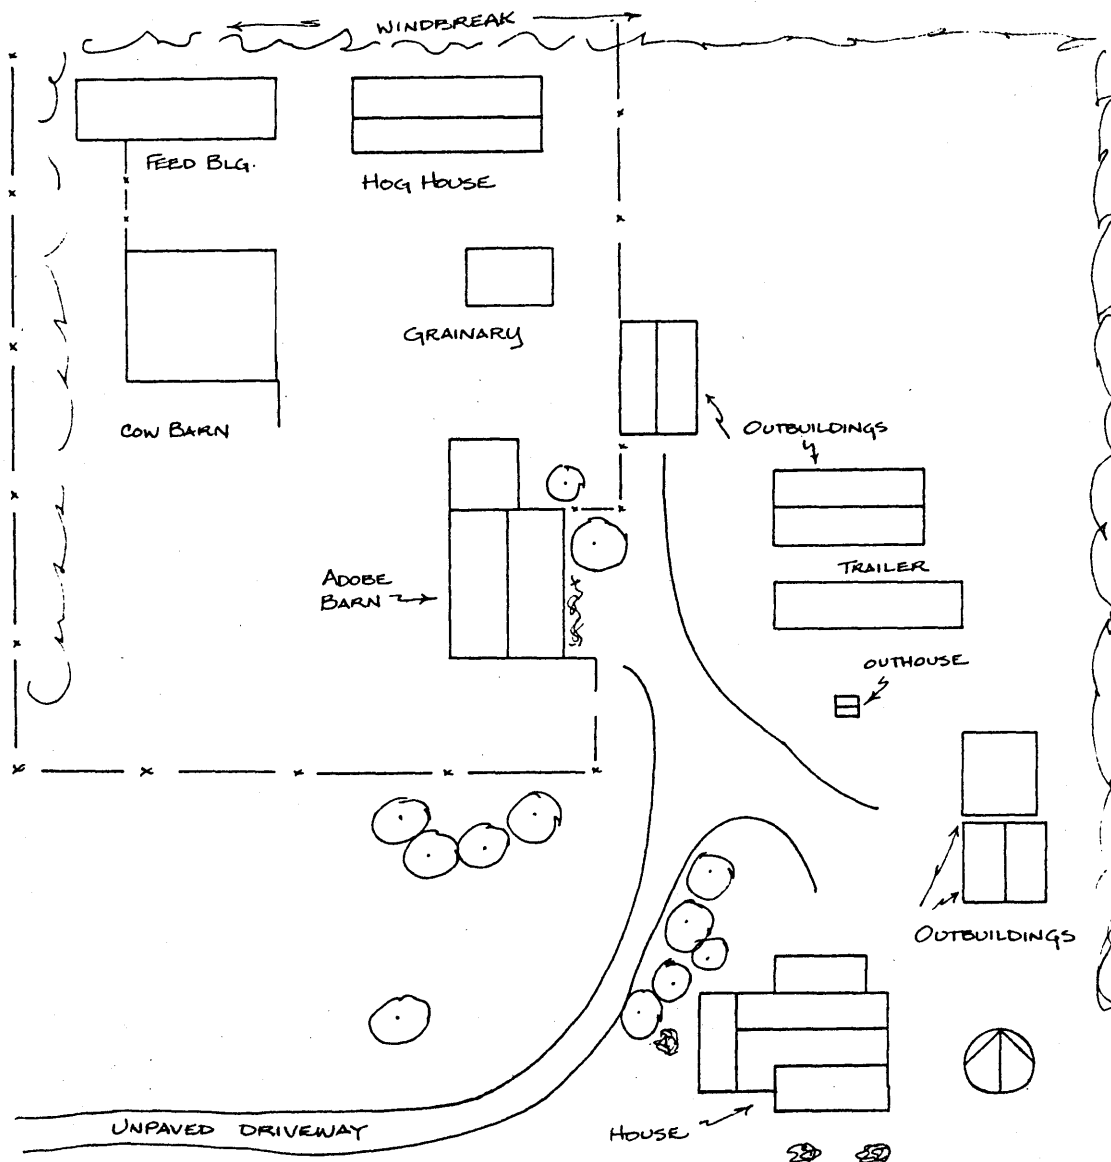 WINDBREAK
FEED BLG.
HOG HOUSE
GRAINARY
COW BARN
OUTBUILDINGS
ADOBE
BARN
TRAILER
OUTHOUSE
OUTBUILDINGS
UNPAVED DRIVEWAY
HOUSE